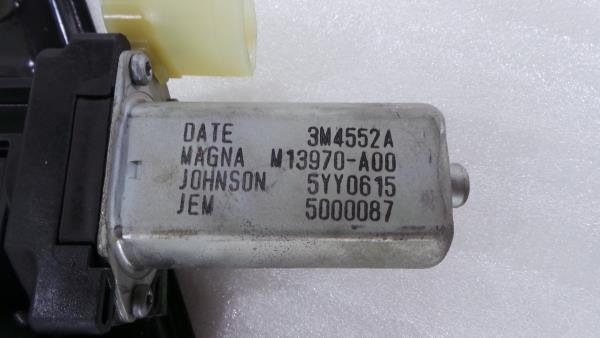 DATE 3M4552A
MAGNA M13970-A00
JOHNSON 5YY0615
JEM 5000087